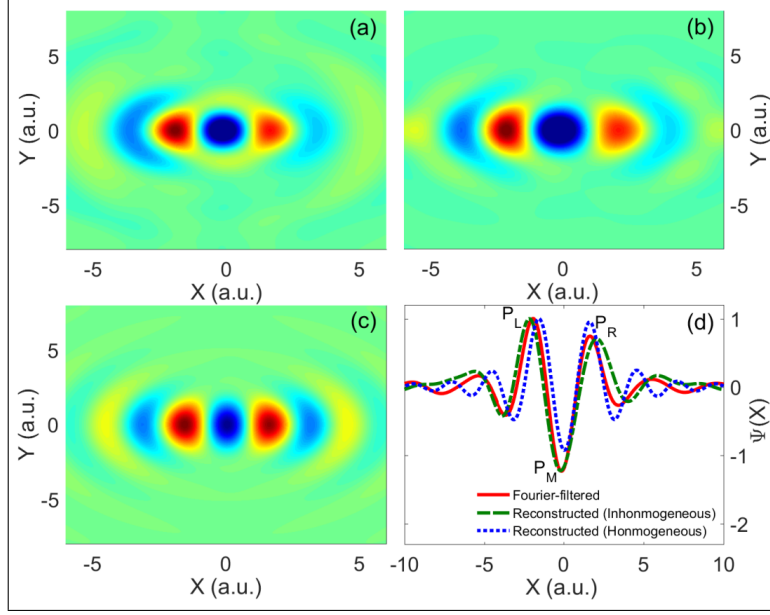 (a)
Y (a.u.)
5
0
-5
-5
0
5
X (a.u.)
(b)
Y (a.u.)
5
0
-5
-5
0
5
X (a.u.)
(c)
Y (a.u.)
5
0
-5
-5
0
5
X (a.u.)
(d)
P_L
P_R
P_M
1
0
-1
-2
Ψ(X)
Fourier-filtered
Reconstructed (Inhonmogeneous)
Reconstructed (Honmogeneous)
-10
-5
0
5
10
X (a.u.)